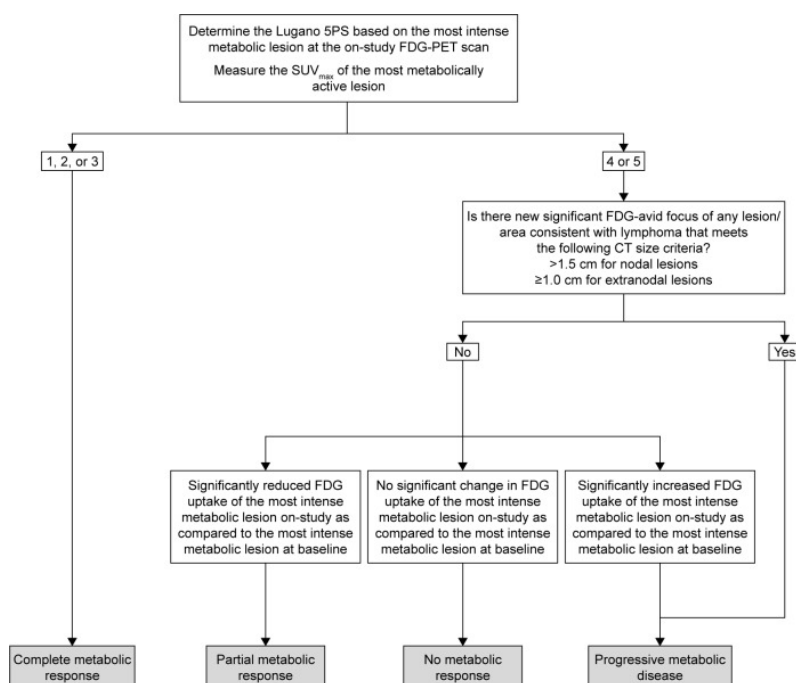 Determine the Lugano 5PS based on the most intense
metabolic lesion at the on-study FDG-PET scan
Measure the SUVmax of the most metabolically
active lesion
1, 2, or 3
4 or 5
Is there new significant FDG-avid focus of any lesion/
area consistent with lymphoma that meets
the following CT size criteria?
>1.5 cm for nodal lesions
≥1.0 cm for extranodal lesions
No
Yes
Significantly reduced FDG
uptake of the most intense
metabolic lesion on-study as
compared to the most intense
metabolic lesion at baseline
No significant change in FDG
uptake of the most intense
metabolic lesion on-study as
compared to the most intense
metabolic lesion at baseline
Significantly increased FDG
uptake of the most intense
metabolic lesion on-study as
compared to the most intense
metabolic lesion at baseline
Complete metabolic
response
Partial metabolic
response
No metabolic
response
Progressive metabolic
disease